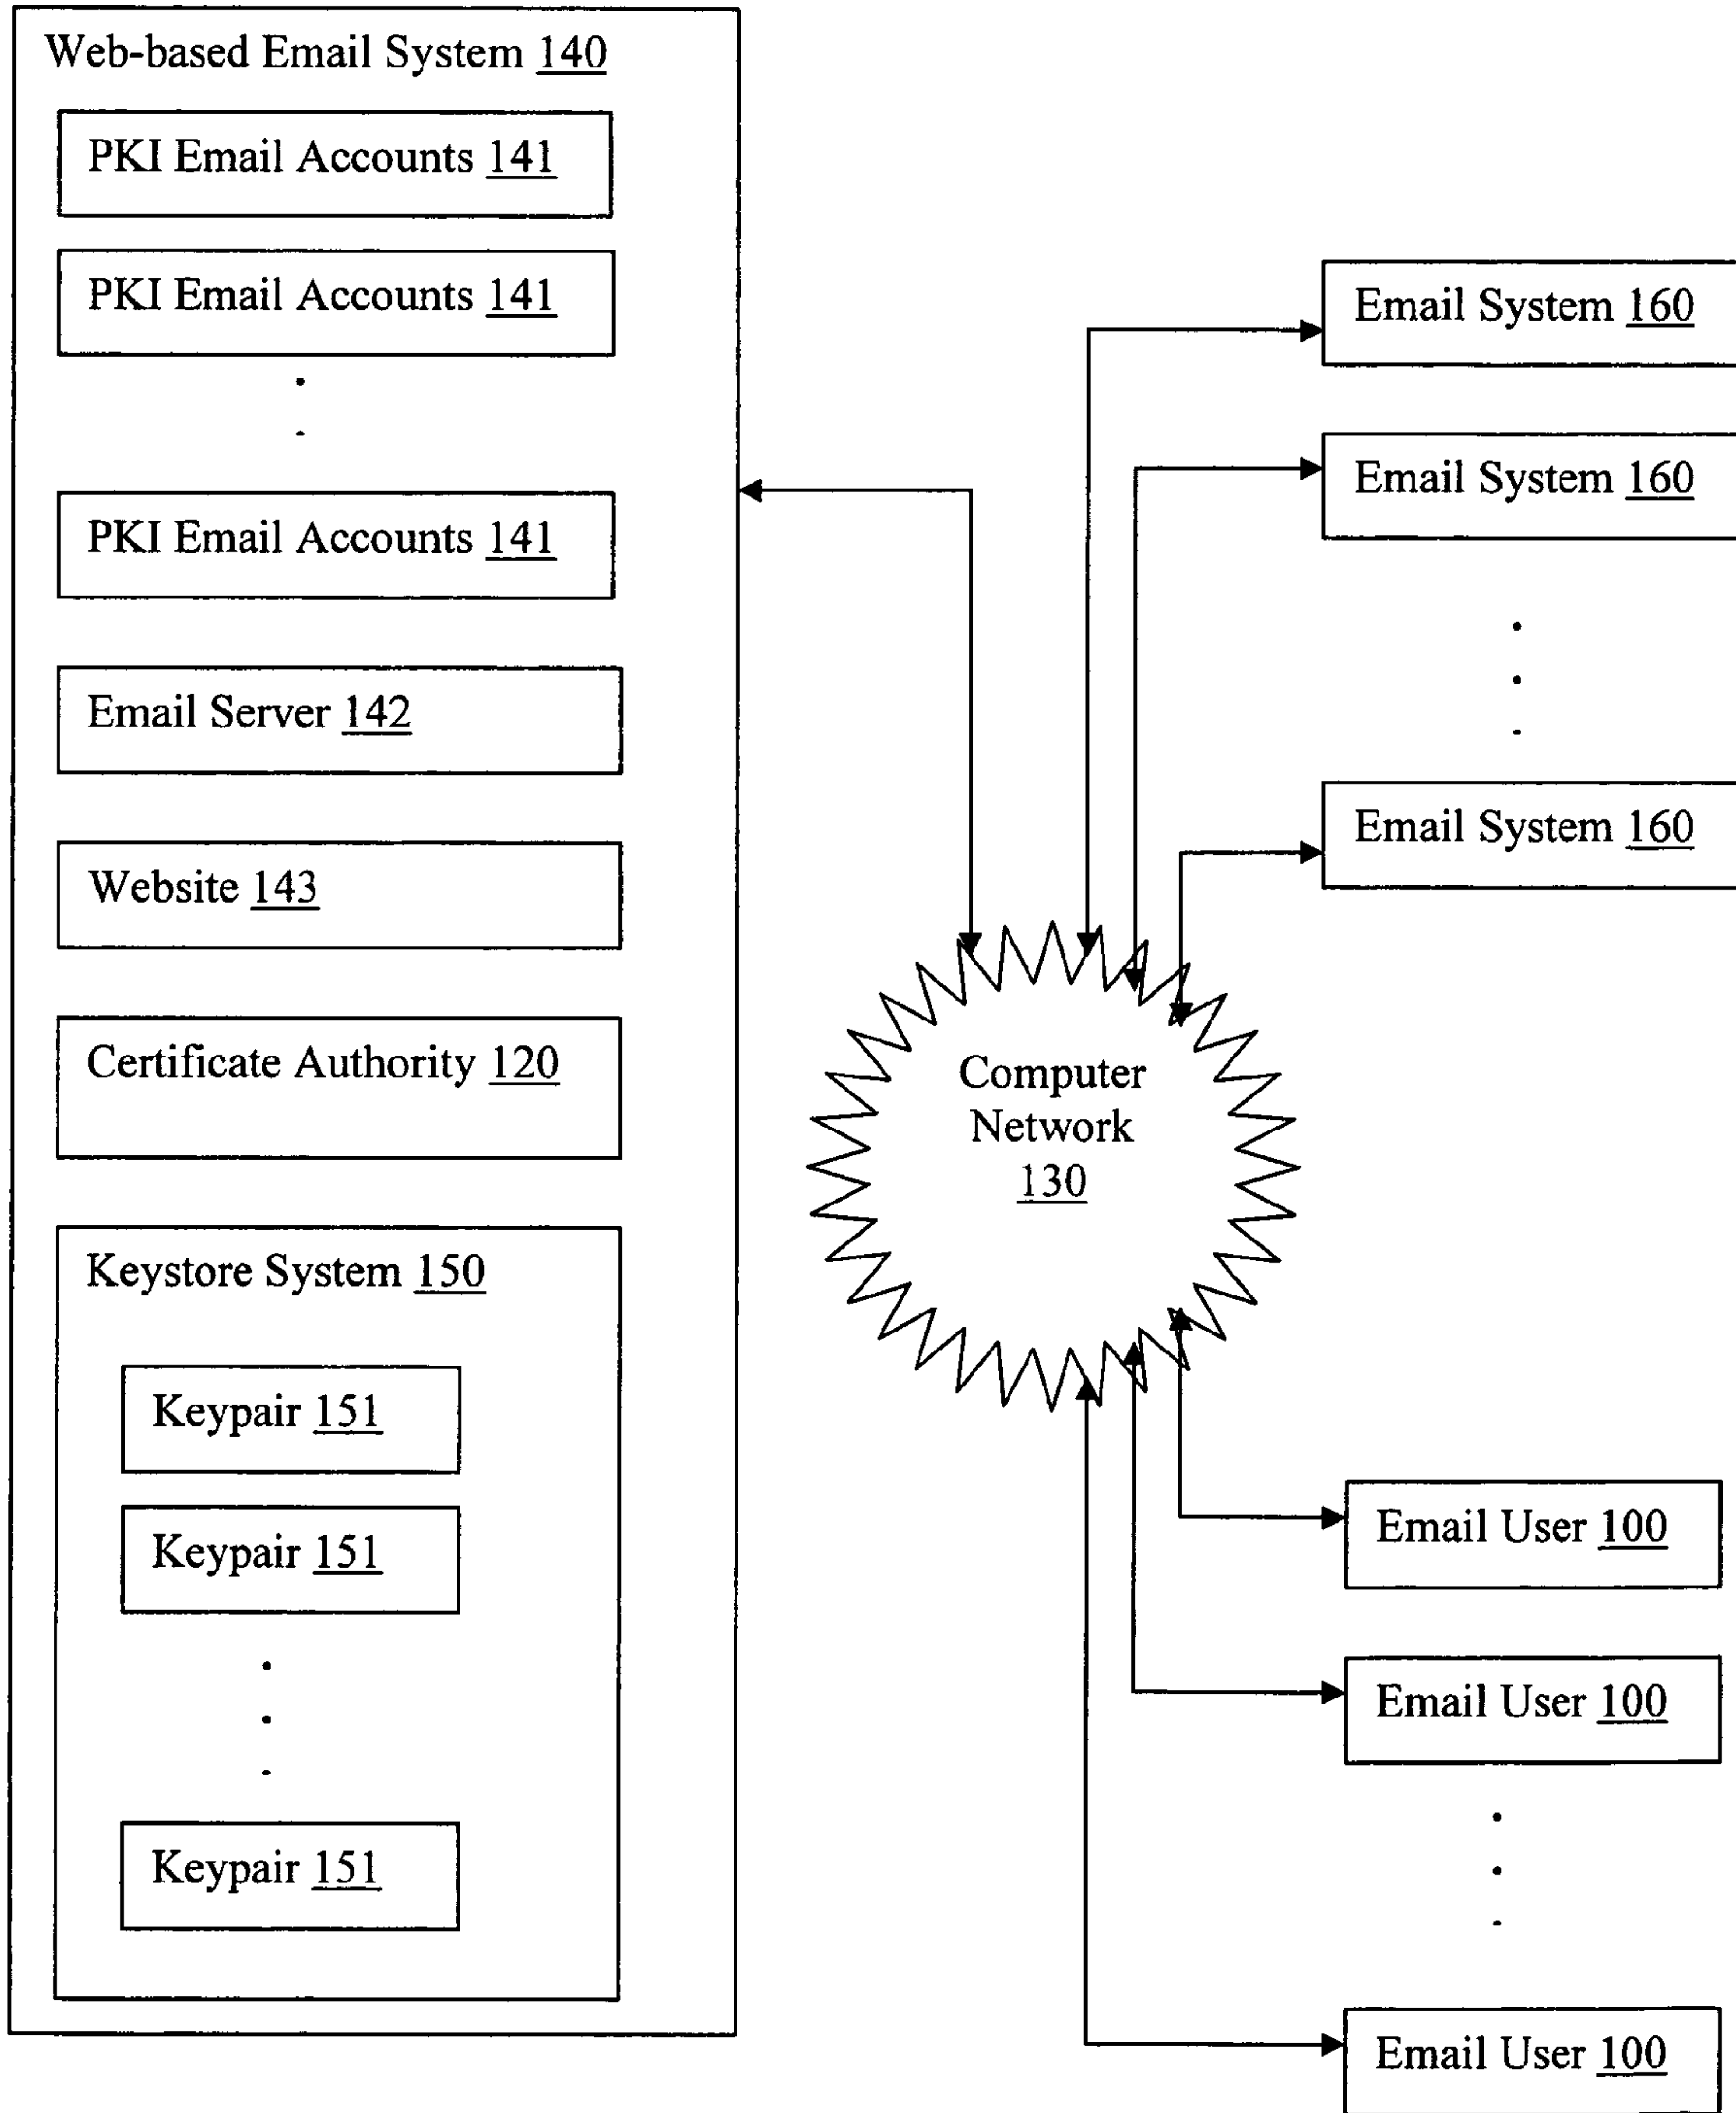 Web-based Email System 140
PKI Email Accounts 141
PKI Email Accounts 141
PKI Email Accounts 141
Email Server 142
Website 143
Certificate Authority 120
Keystore System 150
Keypair 151
Keypair 151
Keypair 151
Computer
Network
130
Email System 160
Email System 160
Email System 160
Email User 100
Email User 100
Email User 100